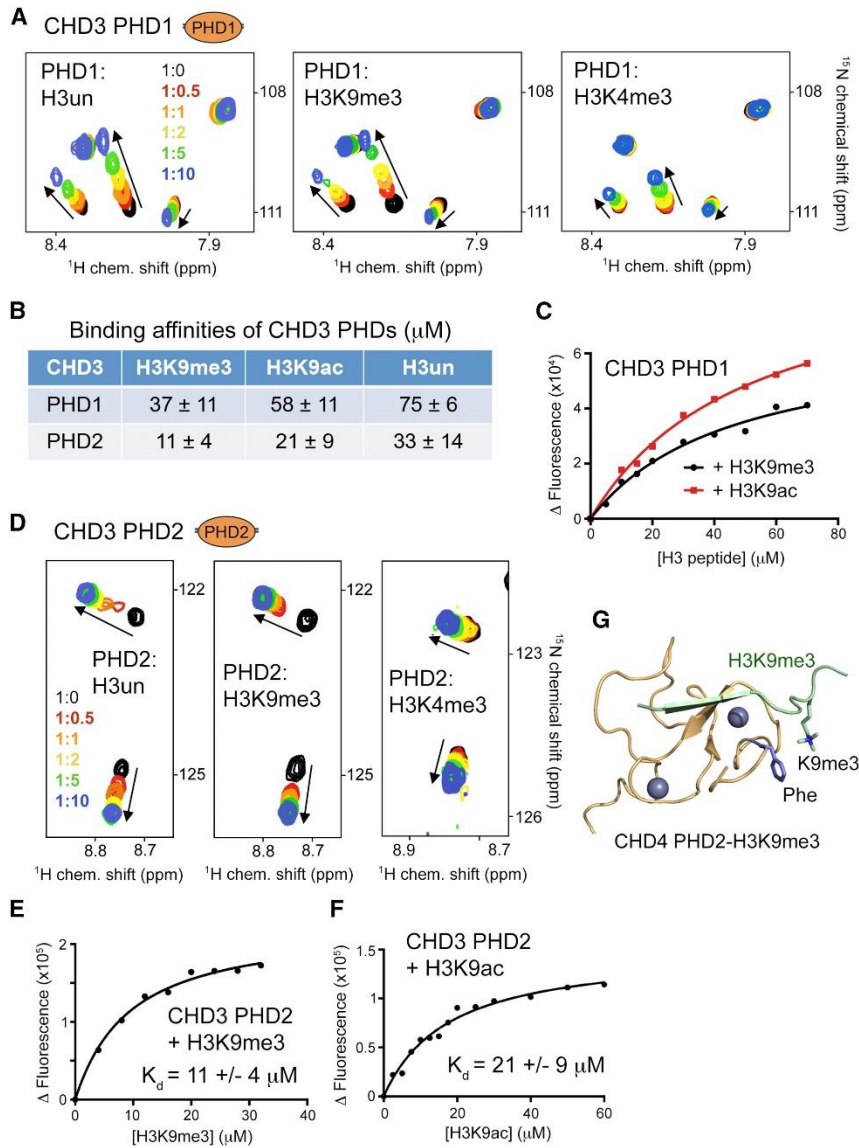 A
CHD3 PHD1 PHD1
PHD1:
H3un
1:0
1:0.5
1:1
1:2
1:5
1:10
PHD1:
H3K9me3
PHD1:
H3K4me3
108
111
108
111
108
111
¹⁵N chemical shift (ppm)
8.4 7.9
8.4 7.9
8.4 7.9
¹H chem. shift (ppm)
¹H chem. shift (ppm)
¹H chem. shift (ppm)
B
Binding affinities of CHD3 PHDs (μM)
CHD3 H3K9me3 H3K9ac H3un
PHD1 37 ± 11 58 ± 11 75 ± 6
PHD2 11 ± 4 21 ± 9 33 ± 14
C
CHD3 PHD1
Δ Fluorescence (x10⁴)
6
4
2
0
+ H3K9me3
+ H3K9ac
0 20 40 60 80
[H3 peptide] (μM)
D
CHD3 PHD2 PHD2
PHD2:
H3un
1:0
1:0.5
1:1
1:2
1:5
1:10
PHD2:
H3K9me3
PHD2:
H3K4me3
122
125
122
125
123
126
¹⁵N chemical shift (ppm)
8.8 8.7
8.8 8.7
8.9 8.7
¹H chem. shift (ppm)
¹H chem. shift (ppm)
¹H chem. shift (ppm)
G
H3K9me3
K9me3
Phe
CHD4 PHD2-H3K9me3
E
Δ Fluorescence (x10⁵)
2
1
0
CHD3 PHD2
+ H3K9me3
Kd = 11 +/- 4 μM
0 10 20 30 40
[H3K9me3] (μM)
F
CHD3 PHD2
+ H3K9ac
Δ Fluorescence (x10⁵)
1.5
1
0.5
0
Kd = 21 +/- 9 μM
0 20 40 60
[H3K9ac] (μM)